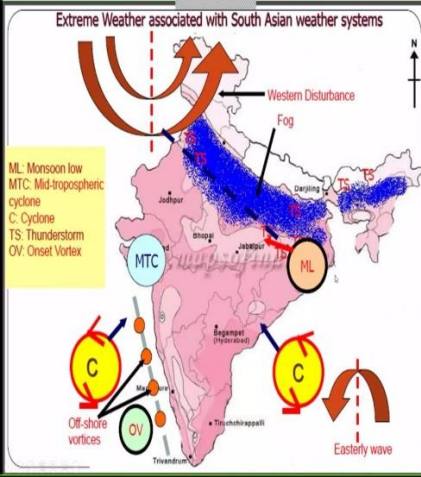 Extreme Weather associated with South Asian weather systems
N
Western Disturbance
Fog
ML: Monsoon low
MTC: Mid-tropospheric
cyclone
C: Cyclone
TS: Thunderstorm
OV: Onset Vortex
TS
TS
TS
TS
TS
Darjiling
Jodhpur
Bhopal
Jabalpur
MTC
ML
Begampet
(Hyderabad)
C
C
Off-shore
vortices
OV
Tiruchchirappalli
Trivandrum
Easterly wave